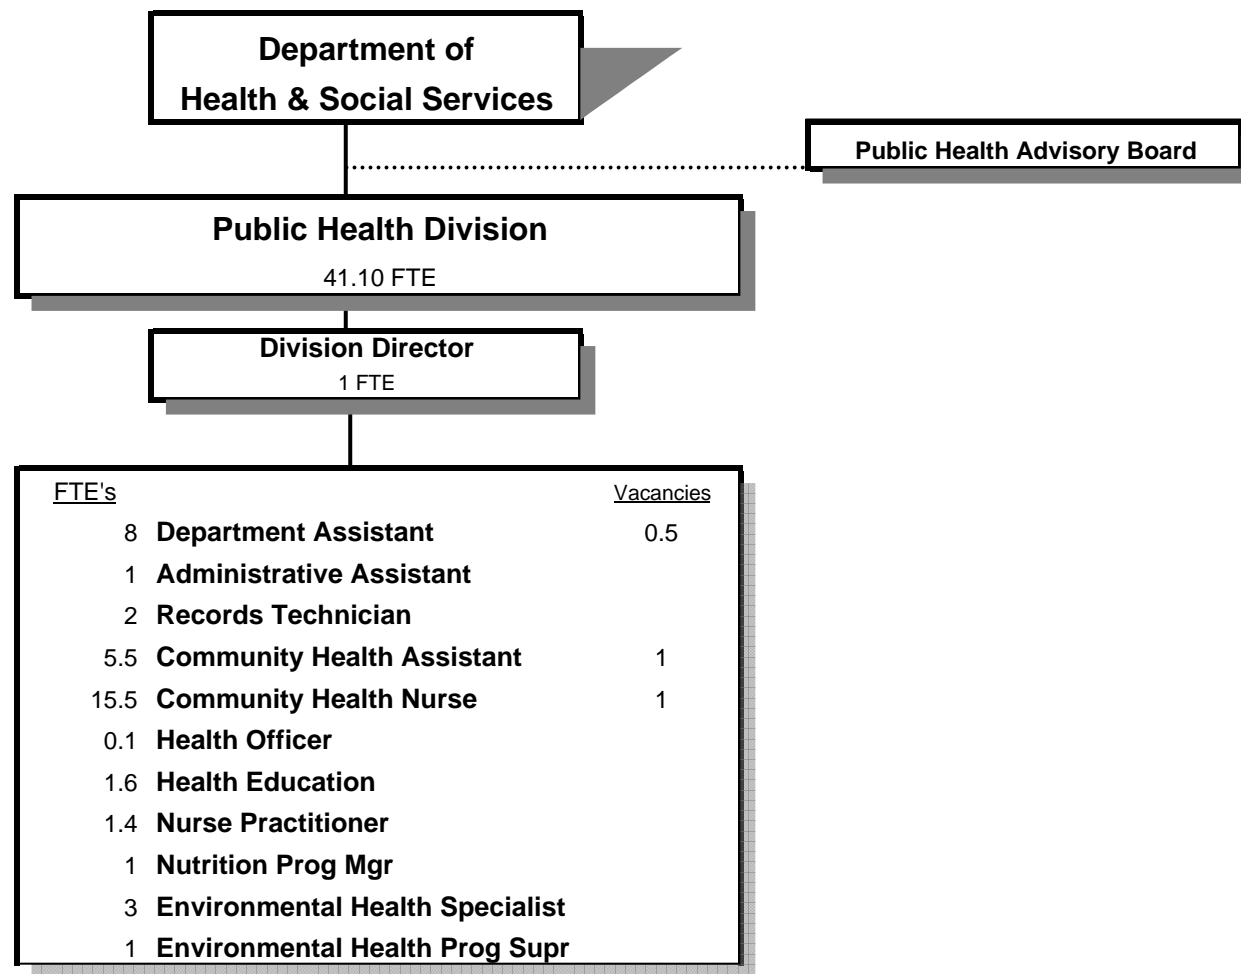 Department of
Health & Social Services
Public Health Advisory Board
Public Health Division
41.10 FTE
Division Director
1 FTE
FTE's Vacancies
8 Department Assistant 0.5
1 Administrative Assistant
2 Records Technician
5.5 Community Health Assistant 1
15.5 Community Health Nurse 1
0.1 Health Officer
1.6 Health Education
1.4 Nurse Practitioner
1 Nutrition Prog Mgr
3 Environmental Health Specialist
1 Environmental Health Prog Supr